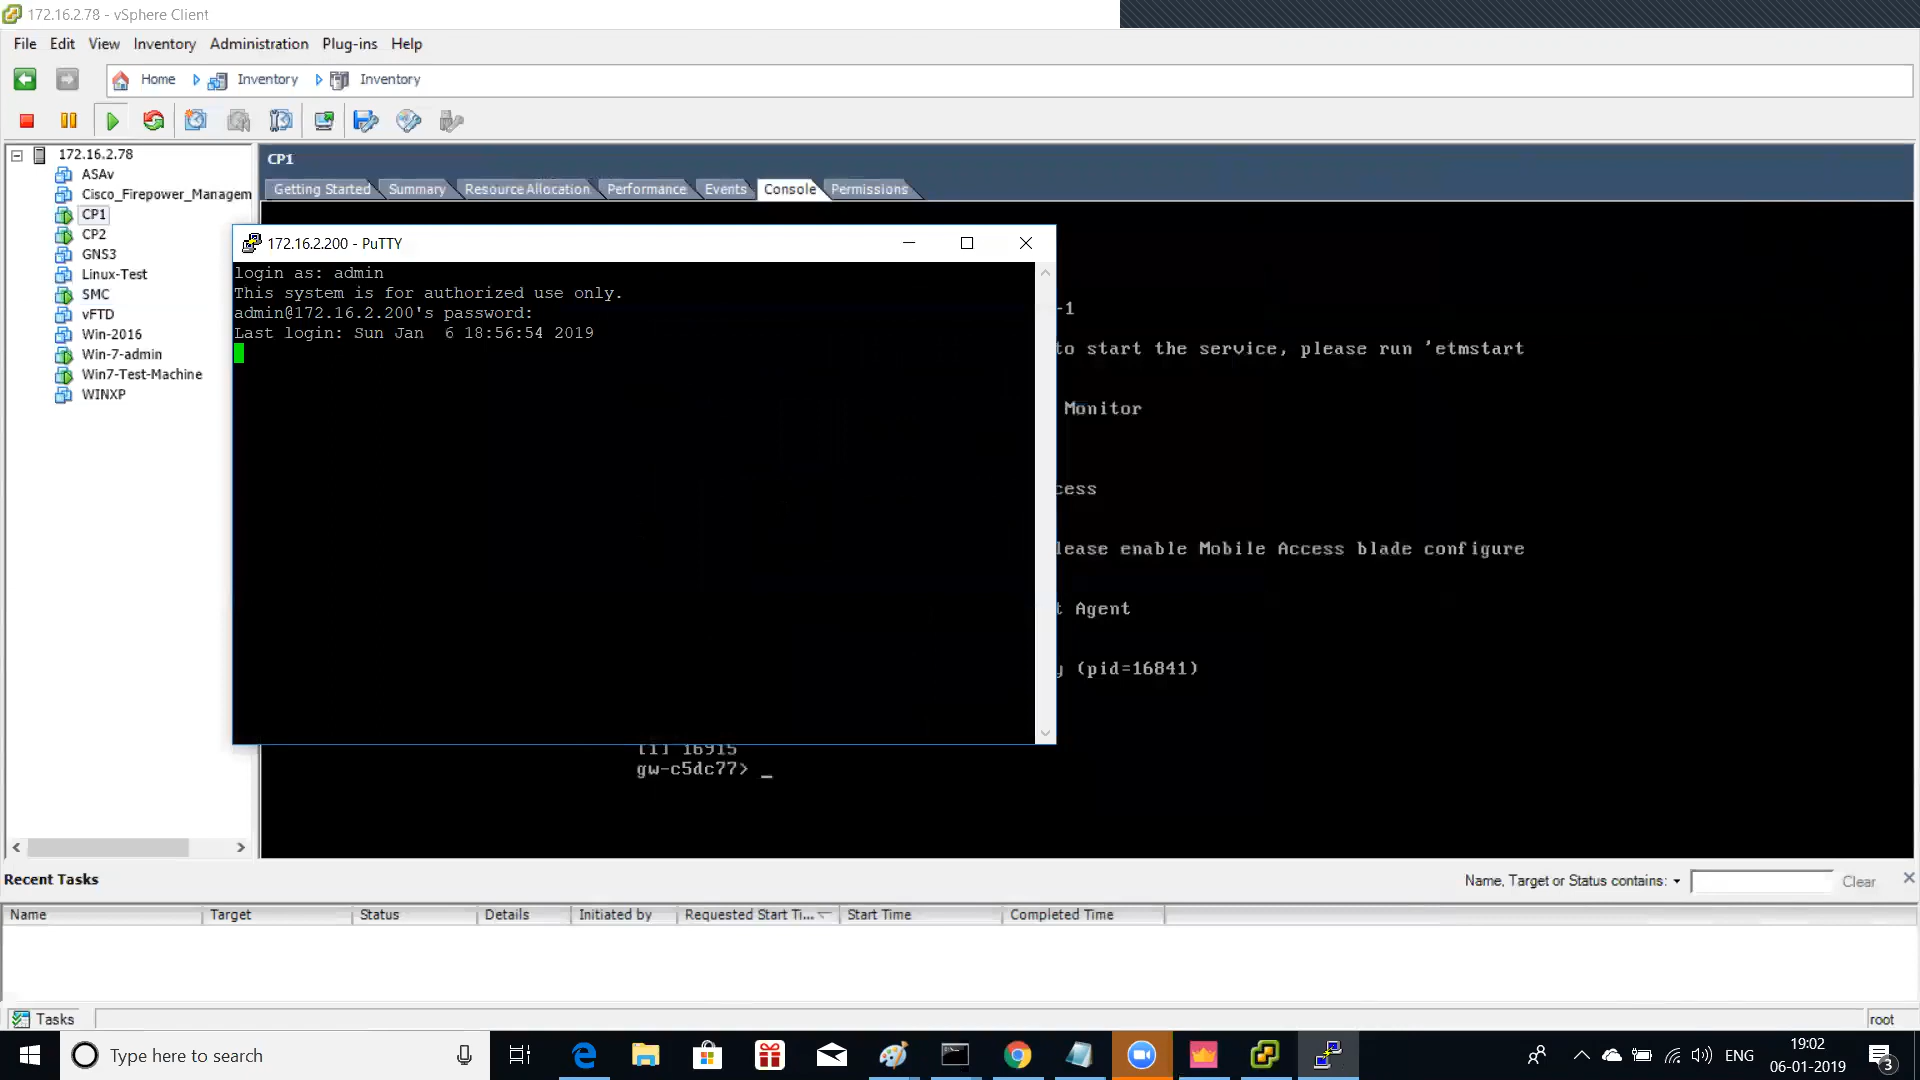 172.16.2.78 - vSphere Client
File Edit View Inventory Administration Plug-ins Help
Home Inventory Inventory
172.16.2.78
ASAv
Cisco_Firepower_Managem
CP1
CP2
GNS3
Linux-Test
SMC
vFTD
Win-2016
Win-7-admin
Win7-Test-Machine
WINXP
CP1
Getting Started Summary Resource Allocation Performance Events Console Permissions
172.16.2.200 - PuTTY
login as: admin
This system is for authorized use only.
admin@172.16.2.200's password:
Last login: Sun Jan  6 18:56:54 2019
-1
to start the service, please run 'etmstart
Monitor
cess
lease enable Mobile Access blade configure
t Agent
(pid=16841)
[1] 16915
gw-c5dc77> _
Recent Tasks
Name, Target or Status contains: Clear
Name Target Status Details Initiated by Requested Start Ti... Start Time Completed Time
Tasks
root
Type here to search
ENG
19:02
06-01-2019
3